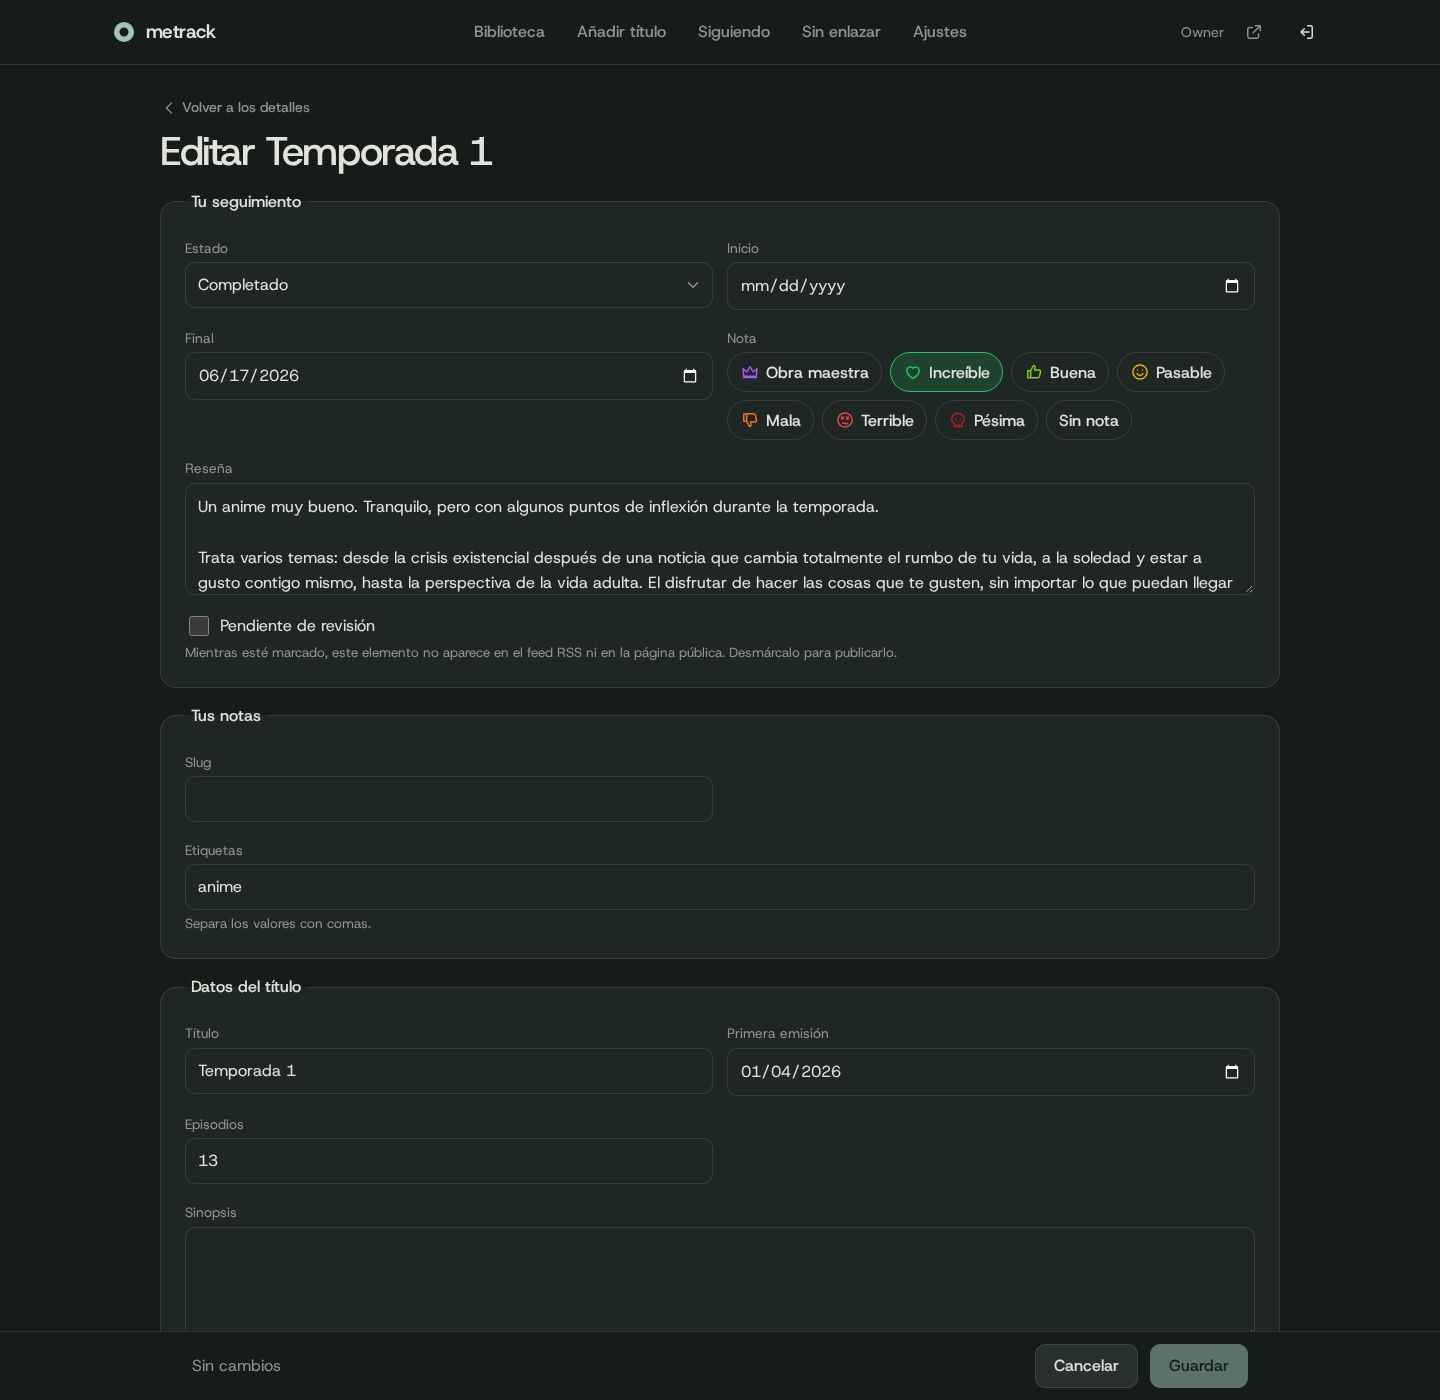 metrack
Biblioteca
Añadir título
Siguiendo
Sin enlazar
Ajustes
Owner
Volver a los detalles
Editar Temporada 1
Tu seguimiento
Estado
Inicio
Completado
mm/dd/yyyy
Final
Nota
06/17/2026
Obra maestra
Increíble
Buena
Pasable
Mala
Terrible
Pésima
Sin nota
Reseña
Un anime muy bueno. Tranquilo, pero con algunos puntos de inflexión durante la temporada.
Trata varios temas: desde la crisis existencial después de una noticia que cambia totalmente el rumbo de tu vida, a la soledad y estar a
gusto contigo mismo, hasta la perspectiva de la vida adulta. El disfrutar de hacer las cosas que te gusten, sin importar lo que puedan llegar
Pendiente de revisión
Mientras esté marcado, este elemento no aparece en el feed RSS ni en la página pública. Desmárcalo para publicarlo.
Tus notas
Slug
Etiquetas
anime
Separa los valores con comas.
Datos del título
Título
Primera emisión
Temporada 1
01/04/2026
Episodios
13
Sinopsis
Sin cambios
Cancelar
Guardar